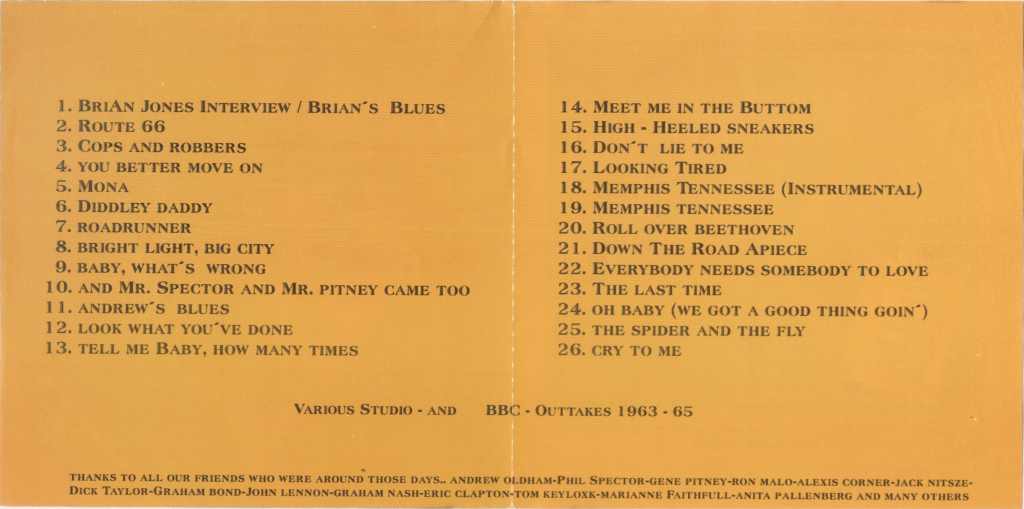 1. BriAn Jones Interview / Brian´s Blues
2. Route 66
3. Cops and robbers
4. you better move on
5. Mona
6. Diddley daddy
7. roadrunner
8. bright light, big city
9. baby, what´s wrong
10. and Mr. Spector and Mr. pitney came too
11. andrew´s blues
12. look what you´ve done
13. tell me Baby, how many times
14. Meet me in the Buttom
15. High - Heeled sneakers
16. Don´t lie to me
17. Looking Tired
18. Memphis Tennessee (Instrumental)
19. Memphis tennessee
20. Roll over beethoven
21. Down The Road Apiece
22. Everybody needs somebody to love
23. The last time
24. oh baby (we got a good thing goin´)
25. the spider and the fly
26. cry to me
Various Studio - and BBC - Outtakes 1963 - 65
thanks to all our friends who were around those days.. andrew oldham-Phil Spector-gene pitney-ron malo-alexis corner-jack nitsze-
Dick Taylor-Graham bond-John lennon-graham nash-eric clapton-tom keyloxk-marianne Faithfull-anita pallenberg and many others